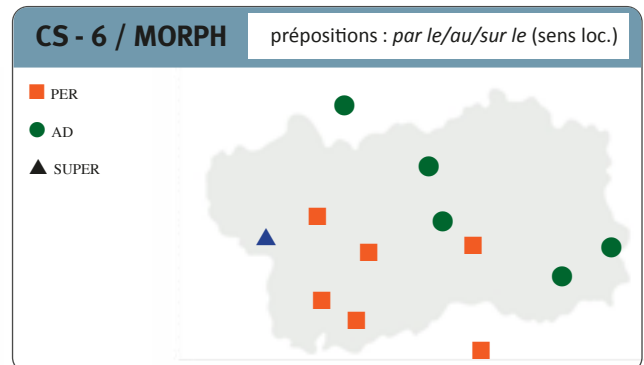 CS - 6 / MORPH
prépositions : par le/au/sur le (sens loc.)
PER
AD
SUPER